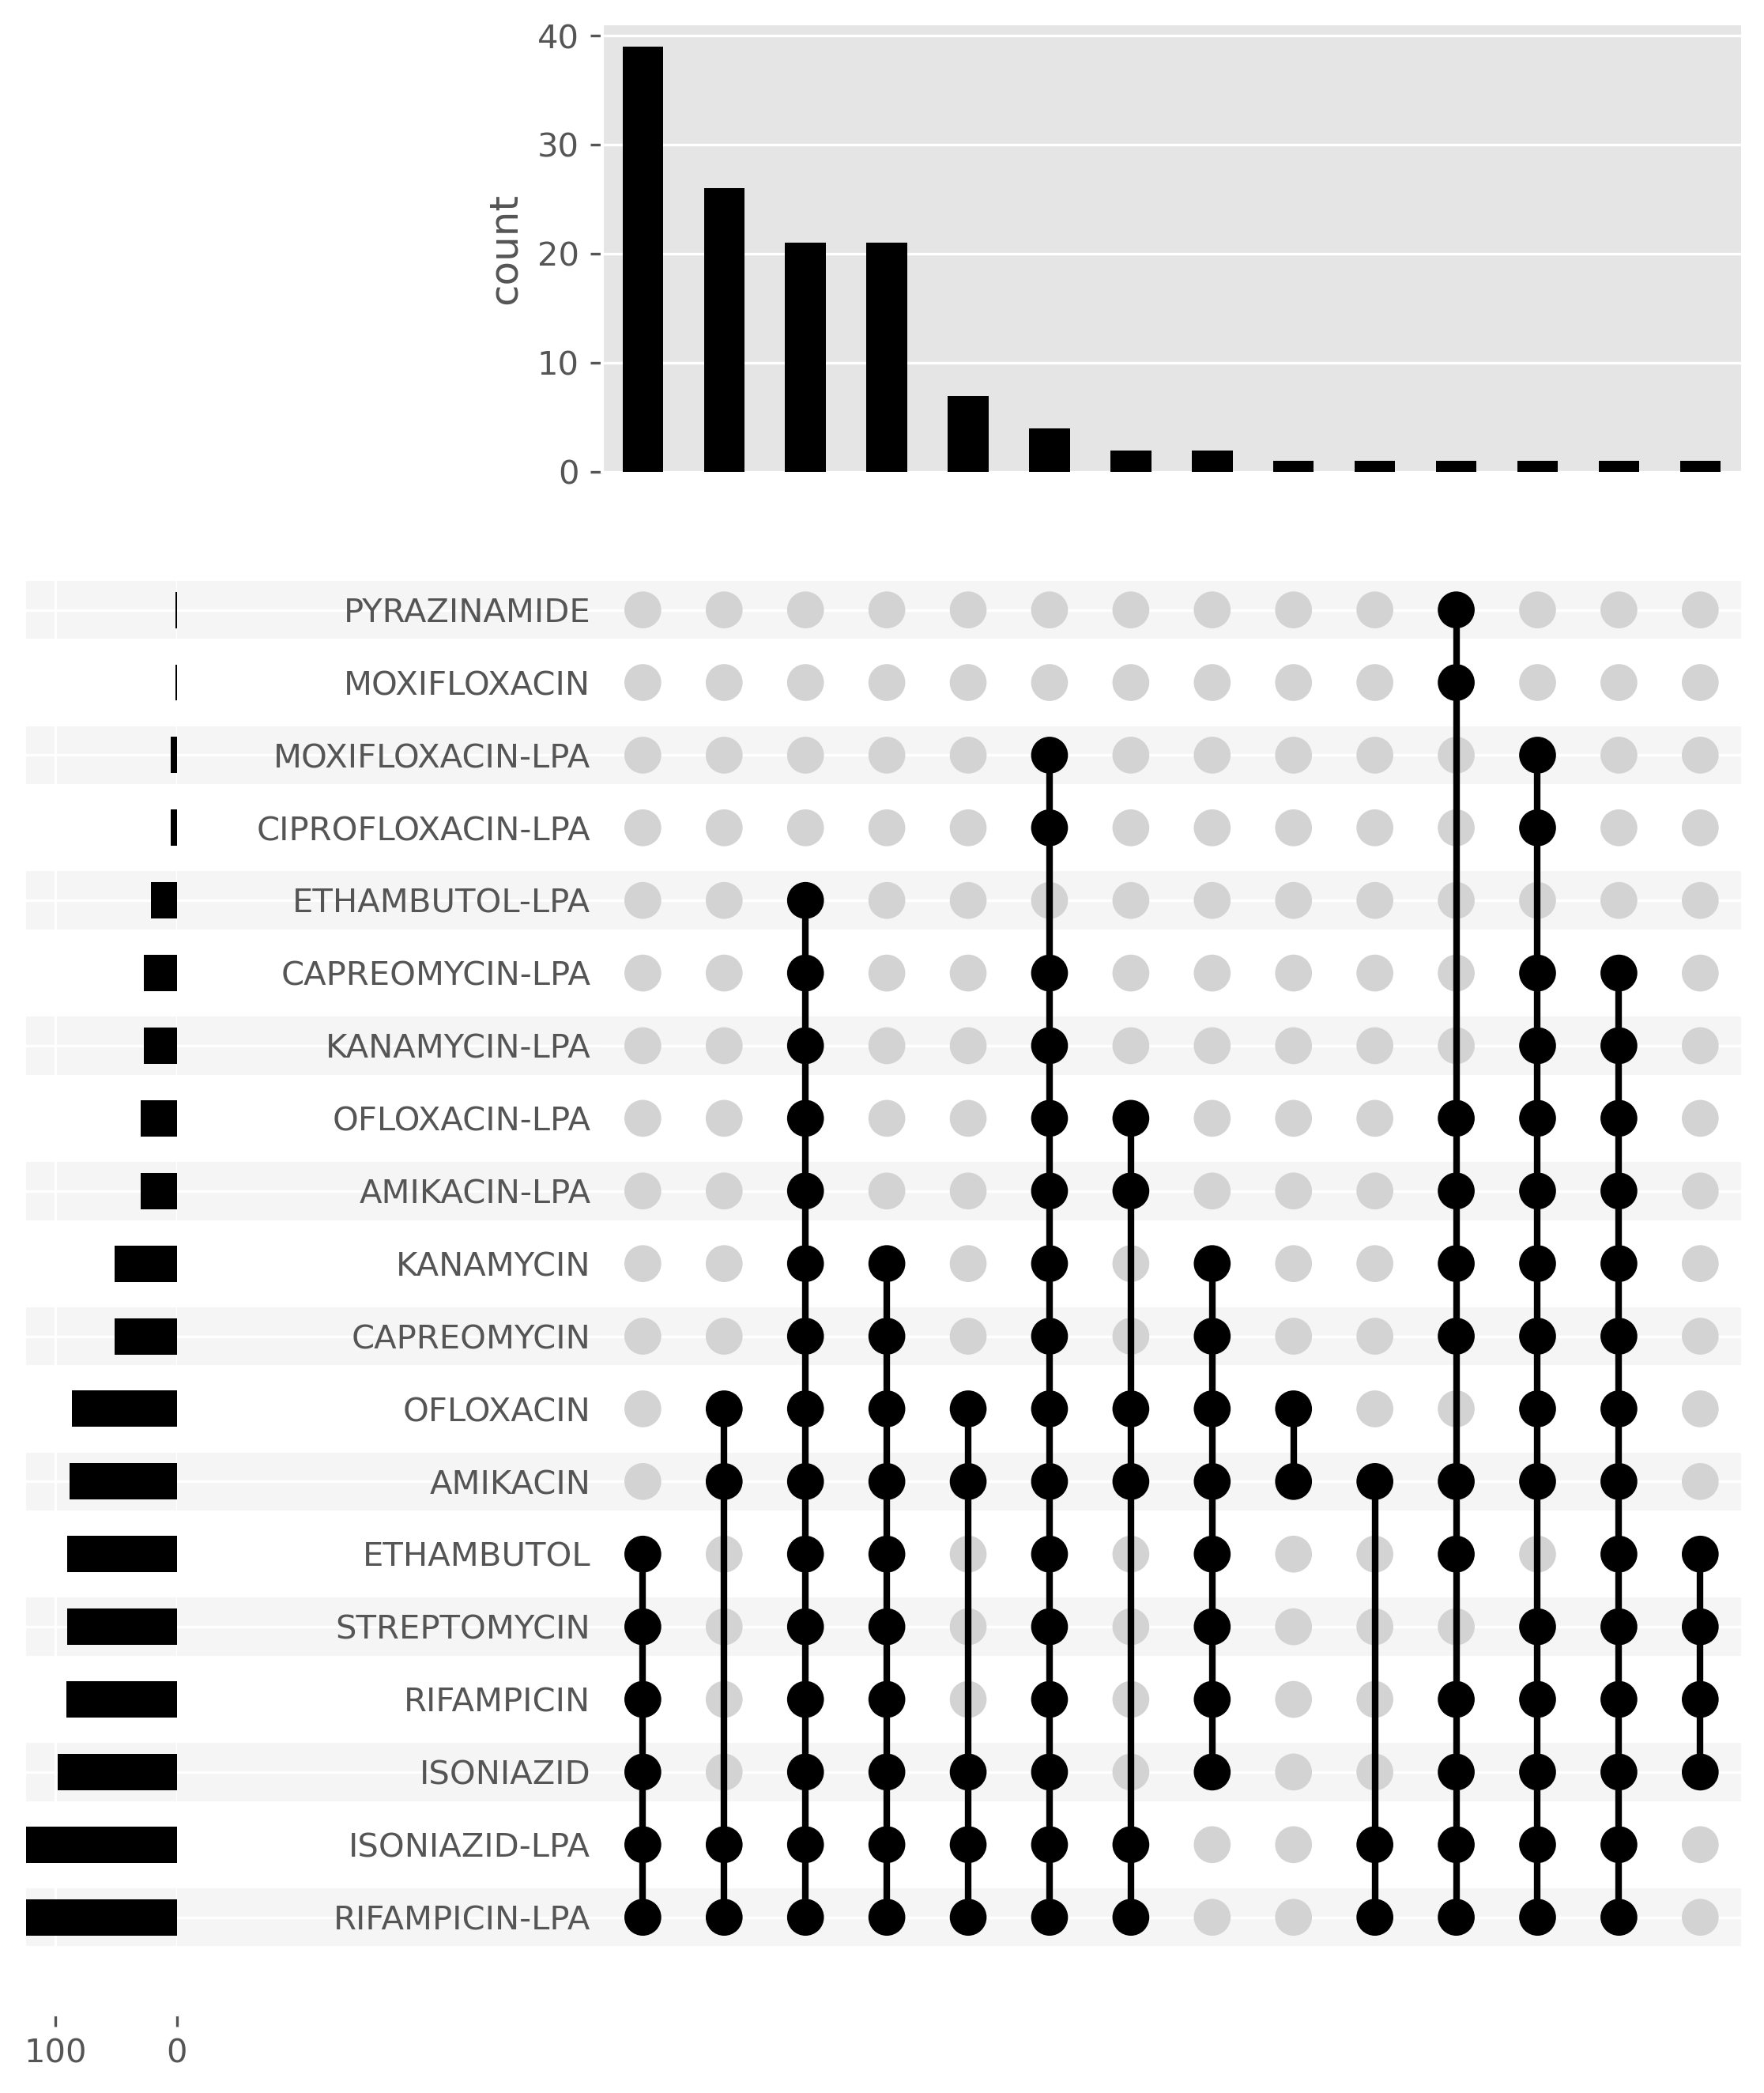 40
30
20
10
0
count
PYRAZINAMIDE
MOXIFLOXACIN
MOXIFLOXACIN-LPA
CIPROFLOXACIN-LPA
ETHAMBUTOL-LPA
CAPREOMYCIN-LPA
KANAMYCIN-LPA
OFLOXACIN-LPA
AMIKACIN-LPA
KANAMYCIN
CAPREOMYCIN
OFLOXACIN
AMIKACIN
ETHAMBUTOL
STREPTOMYCIN
RIFAMPICIN
ISONIAZID
ISONIAZID-LPA
RIFAMPICIN-LPA
100 0